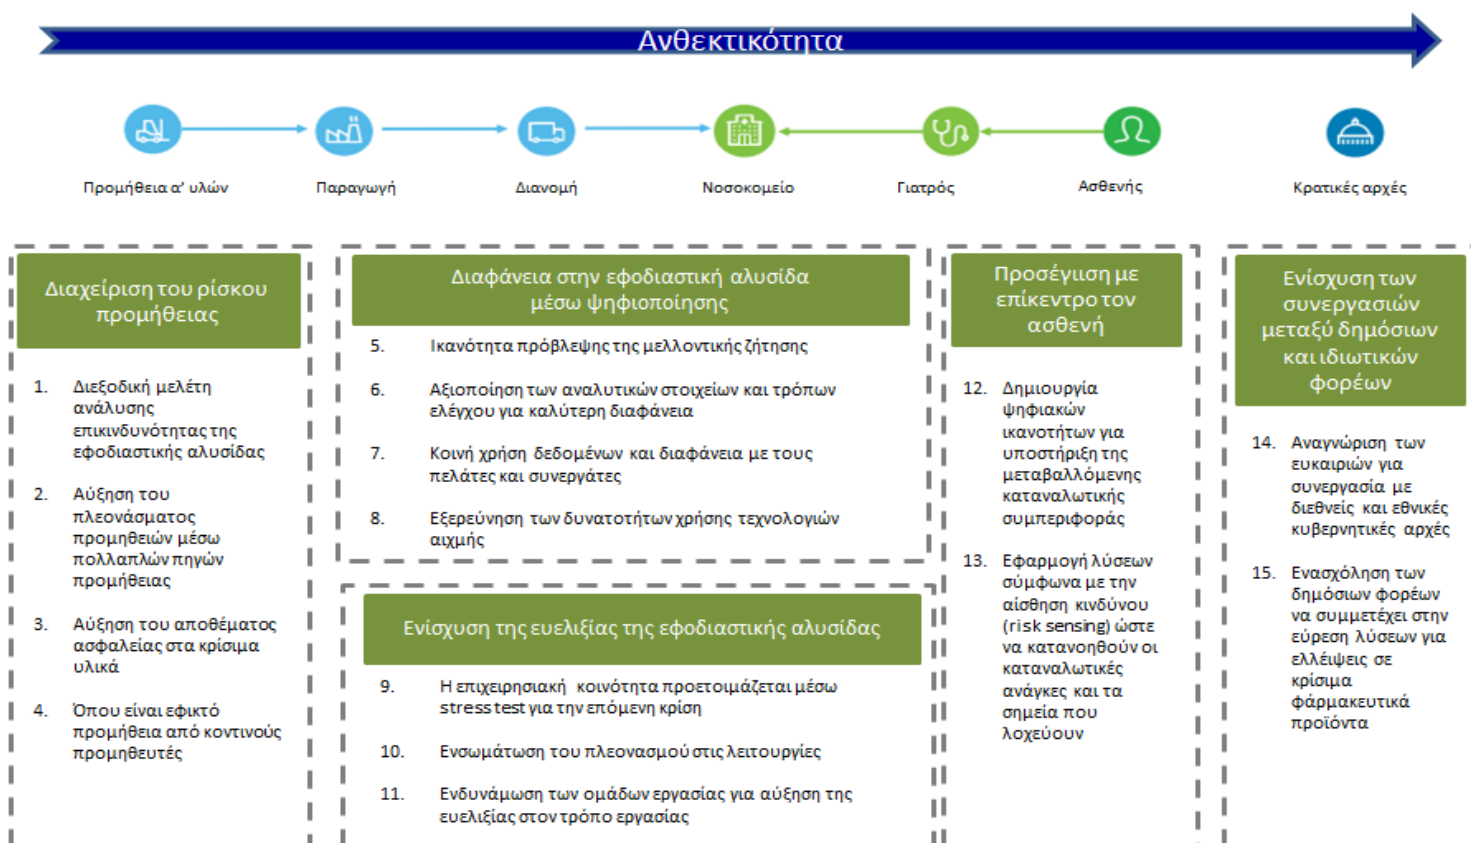 Ανθεκτικότητα
Προμήθεια α' υλών
Παραγωγή
Διανομή
Νοσοκομείο
Γιατρός
Ασθενής
Κρατικές αρχές
Διαχείριση του ρίσκου
προμήθειας
1. Διεξοδική μελέτη
ανάλυσης
επικινδυνότητας της
εφοδιαστικής αλυσίδας
2. Αύξηση του
πλεονάσματος
προμηθειών μέσω
πολλαπλών πηγών
προμήθειας
3. Αύξηση του αποθέματος
ασφαλείας στα κρίσιμα
υλικά
4. Όπου είναι εφικτό
προμήθεια από κοντινούς
προμηθευτές
Διαφάνεια στην εφοδιαστική αλυσίδα
μέσω ψηφιοποίησης
5. Ικανότητα πρόβλεψης της μελλοντικής ζήτησης
6. Αξιοποίηση των αναλυτικών στοιχείων και τρόπων
ελέγχου για καλύτερη διαφάνεια
7. Κοινή χρήση δεδομένων και διαφάνεια με τους
πελάτες και συνεργάτες
8. Εξερεύνηση των δυνατοτήτων χρήσης τεχνολογιών
αιχμής
Ενίσχυση της ευελιξίας της εφοδιαστικής αλυσίδας
9. Η επιχειρησιακή κοινότητα προετοιμάζεται μέσω
stress test για την επόμενη κρίση
10. Ενσωμάτωση του πλεονασμού στις λειτουργίες
11. Ενδυνάμωση των ομάδων εργασίας για αύξηση της
ευελιξίας στον τρόπο εργασίας
Προσέγγιση με
επίκεντρο τον
ασθενή
12. Δημιουργία
ψηφιακών
ικανοτήτων για
υποστήριξη της
μεταβαλλόμενης
καταναλωτικής
συμπεριφοράς
13. Εφαρμογή λύσεων
σύμφωνα με την
αίσθηση κινδύνου
(risk sensing) ώστε
να κατανοηθούν οι
καταναλωτικές
ανάγκες και τα
σημεία που
λοχεύουν
Ενίσχυση των
συνεργασιών
μεταξύ δημόσιων
και ιδιωτικών
φορέων
14. Αναγνώριση των
ευκαιριών για
συνεργασία με
διεθνείς και εθνικές
κυβερνητικές αρχές
15. Ενασχόληση των
δημόσιων φορέων
να συμμετέχει στην
εύρεση λύσεων για
ελλέιψεις σε
κρίσιμα
φάρμακευτικά
προϊόντα